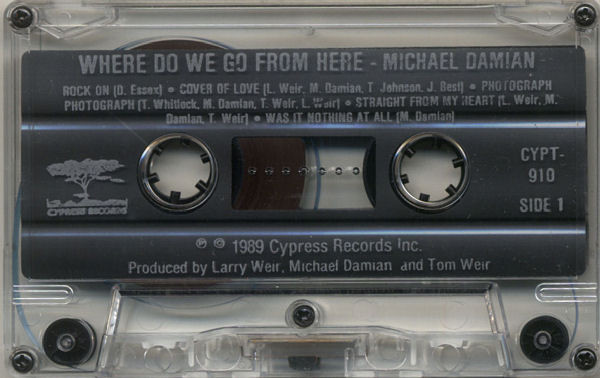 WHERE DO WE GO FROM HERE - MICHAEL DAMIAN
ROCK ON (D. Essex) • COVER OF LOVE (L. Weir, M. Damian, T Johnson, J. Best) • PHOTOGRAPH
PHOTOGRAPH (T. Whitlock, M. Damian, T. Weir, L. Weir) • STRAIGHT FROM MY HEART (L. Weir, M.
Damian, T. Weir) • WAS IT NOTHING AT ALL (M. Damian)
CYPRESS RECORDS
CYPT-
910
SIDE 1
℗ © 1989 Cypress Records Inc.
Produced by Larry Weir, Michael Damian and Tom Weir